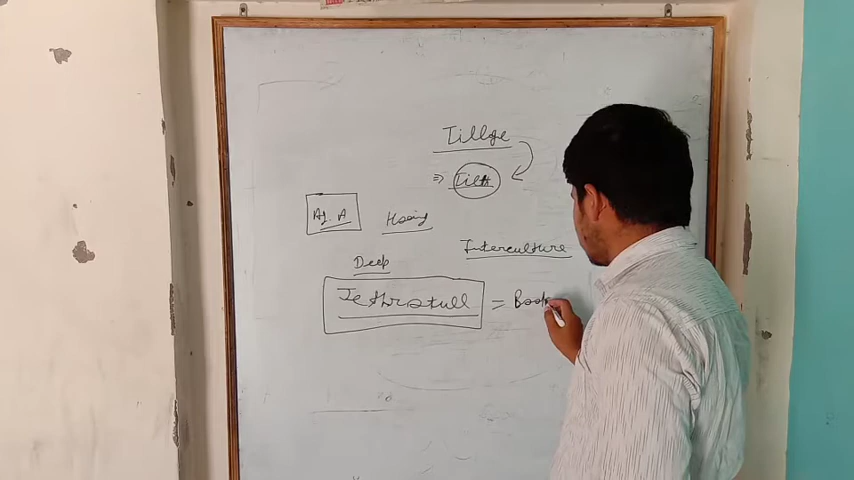 Tillge
⇒ Tilth
Ag. A
Hoeing
Interculture
Deep
Jethrotull = Book